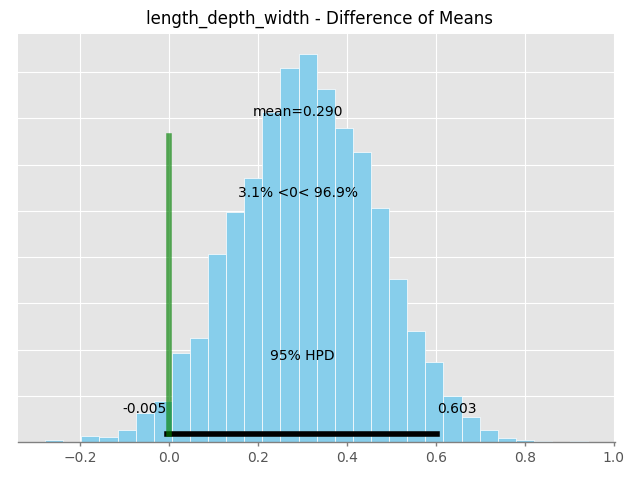 length_depth_width - Difference of Means
mean=0.290
3.1% <0< 96.9%
95% HPD
-0.005 0.603
−0.2 0.0 0.2 0.4 0.6 0.8 1.0